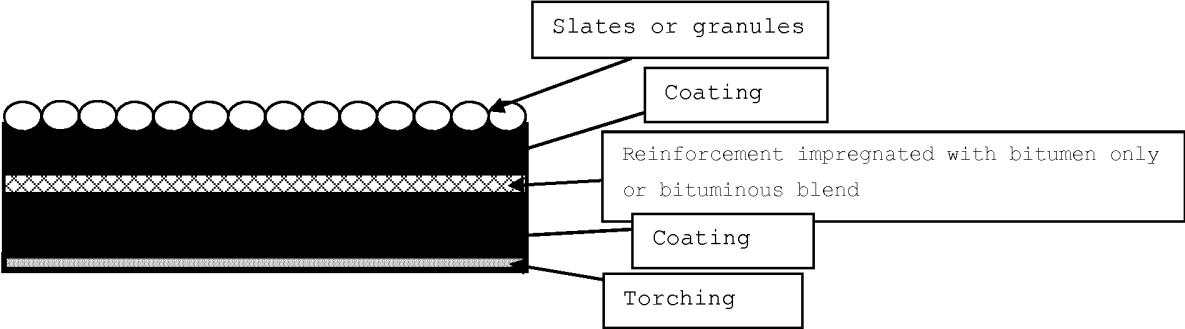 Slates or granules
Coating
Reinforcement impregnated with bitumen only
or bituminous blend
Coating
Torching